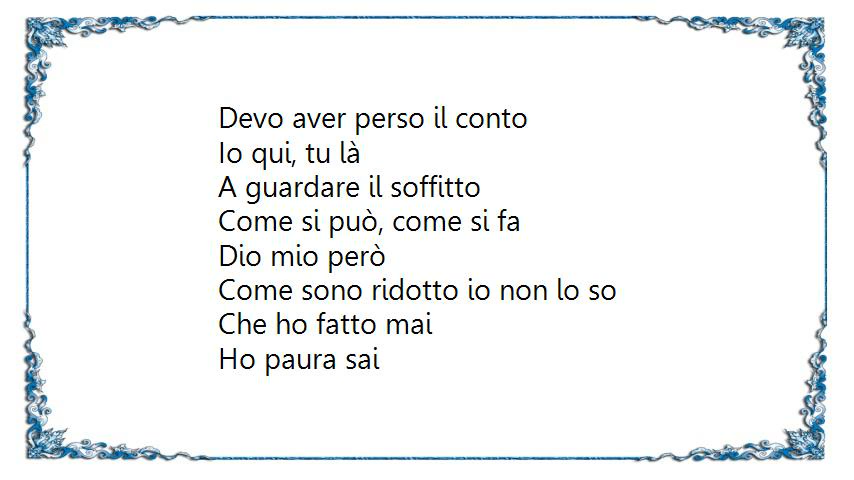 Devo aver perso il conto
Io qui, tu là
A guardare il soffitto
Come si può, come si fa
Dio mio però
Come sono ridotto io non lo so
Che ho fatto mai
Ho paura sai